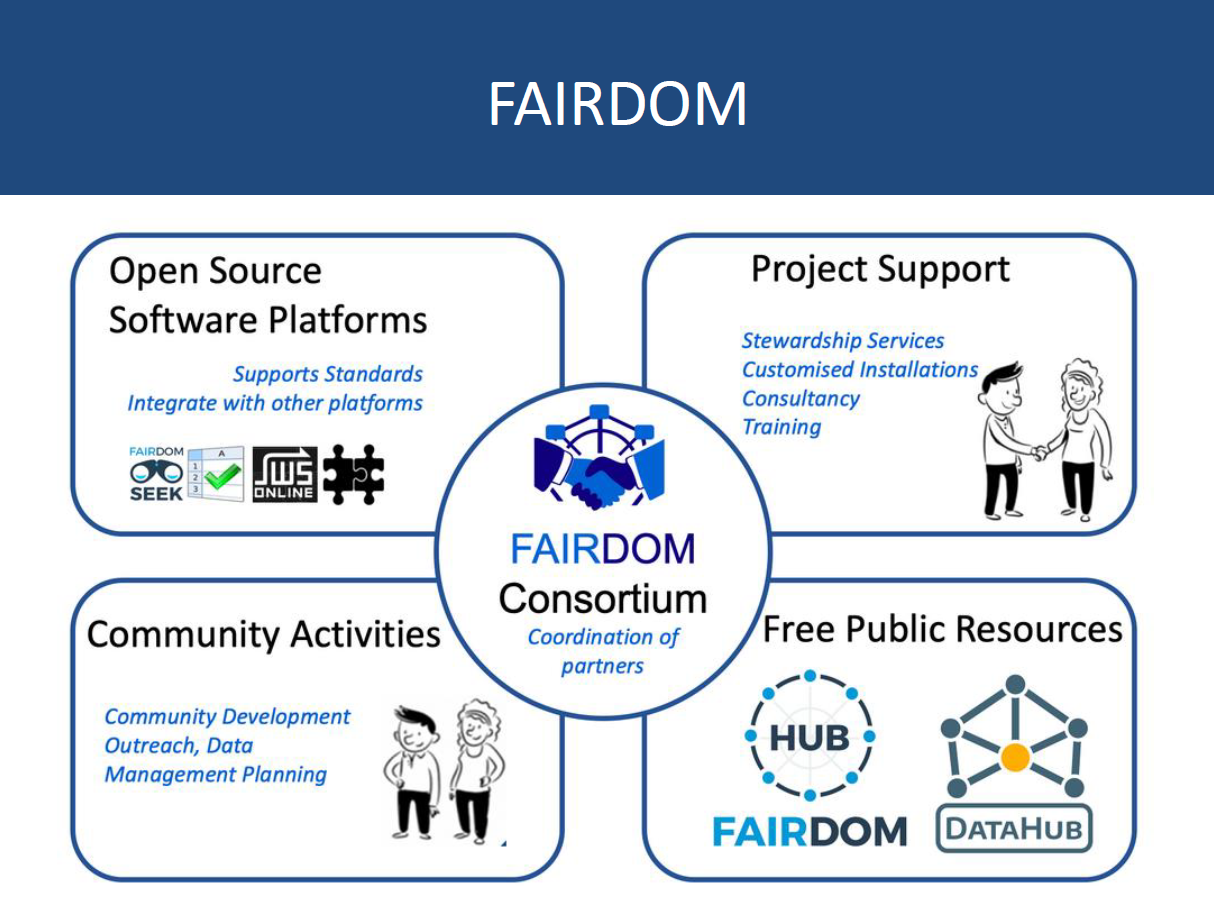 FAIRDOM
Open Source
Software Platforms
Supports Standards
Integrate with other platforms
FAIRDOM
SEEK
A
1
2
3
JWS
ONLINE
Project Support
Stewardship Services
Customised Installations
Consultancy
Training
FAIRDOM
Consortium
Coordination of
partners
Community Activities
Community Development
Outreach, Data
Management Planning
Free Public Resources
HUB
FAIRDOM
DATAHUB